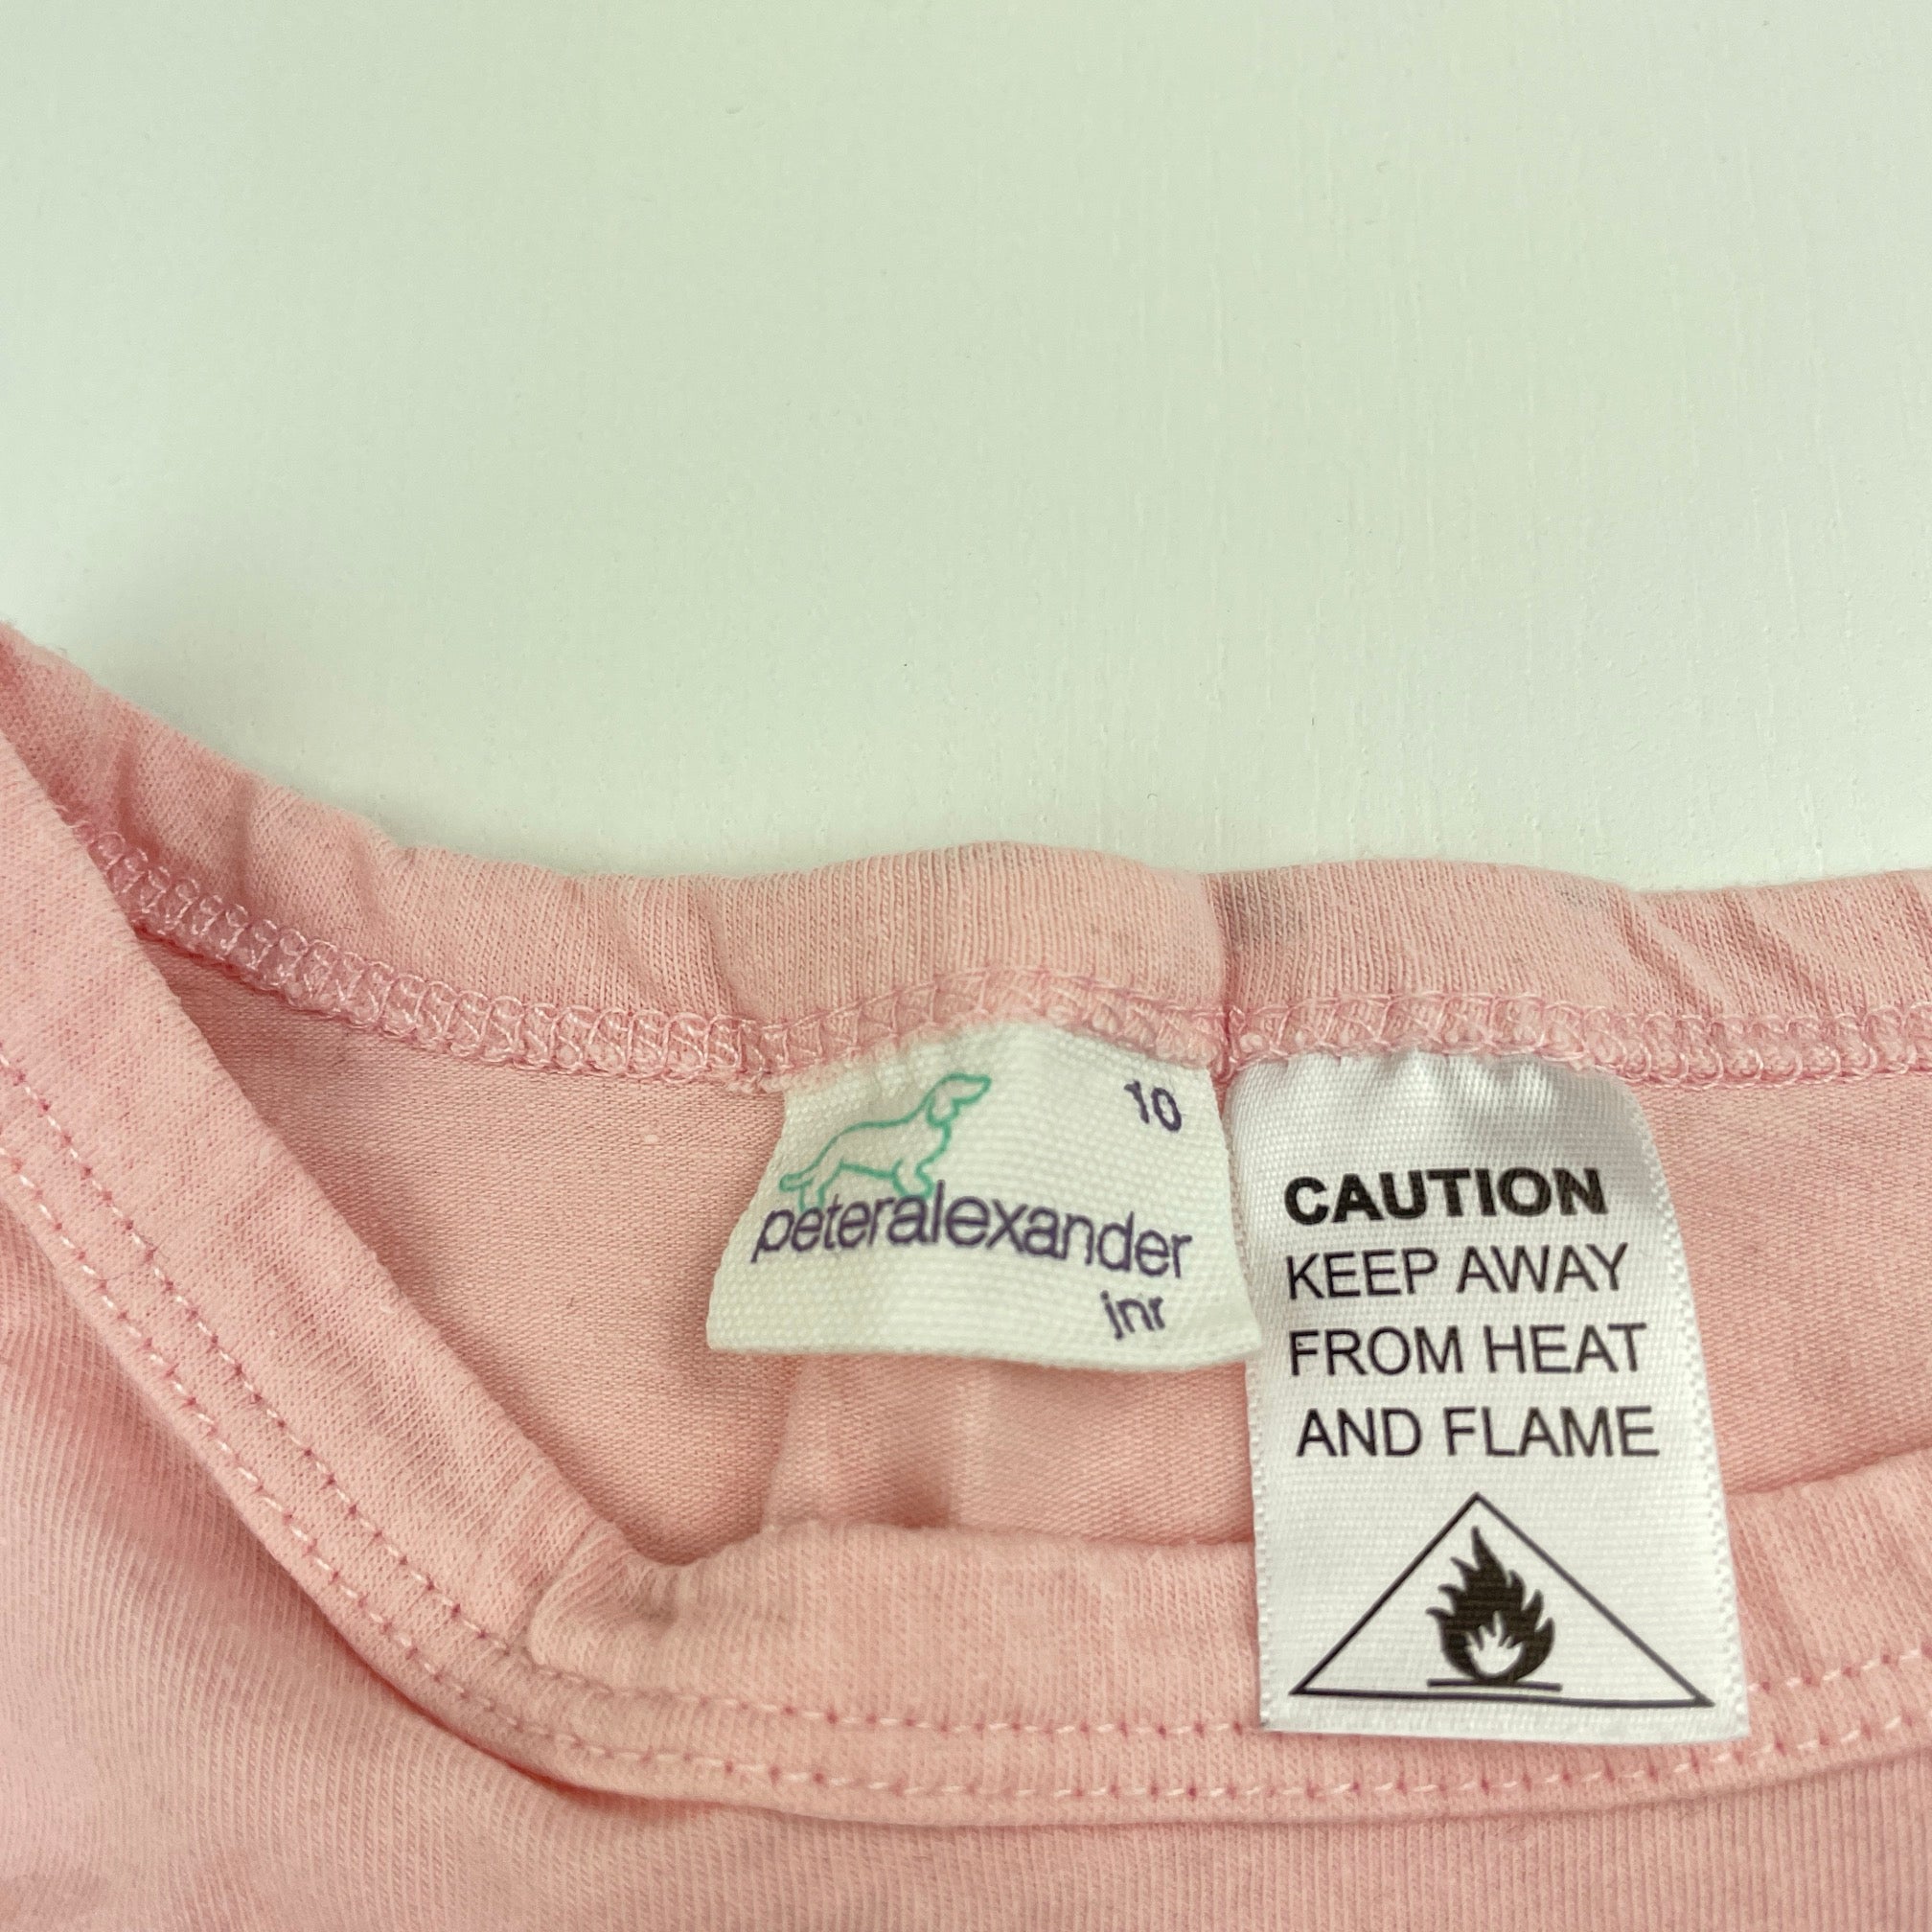 10
peteralexander
jnr
CAUTION
KEEP AWAY
FROM HEAT
AND FLAME